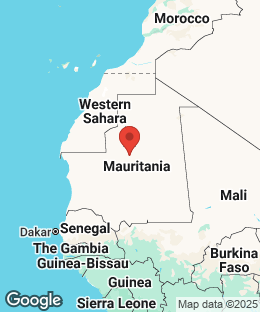 Morocco
Western
Sahara
Mauritania
Mali
Dakar
Senegal
The Gambia
Guinea-Bissau
Burkina
Faso
Guinea
Sierra Leone
Google
Map data ©2025